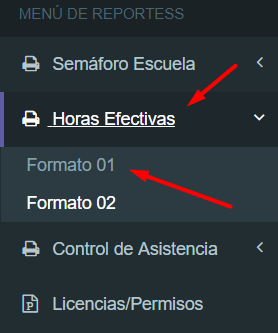 MENÚ DE REPORTESS
Semáforo Escuela
Horas Efectivas
Formato 01
Formato 02
Control de Asistencia
Licencias/Permisos